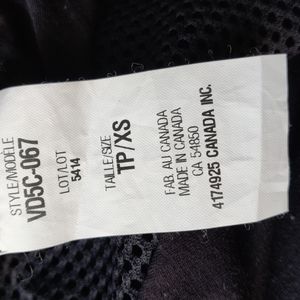 STYLE/MODÈLE
VD5C-067
LOT/LOT
5414
TAILLE/SIZE
TP/XS
FAB. AU CANADA
MADE IN CANADA
CA 54850
4174925 CANADA INC.